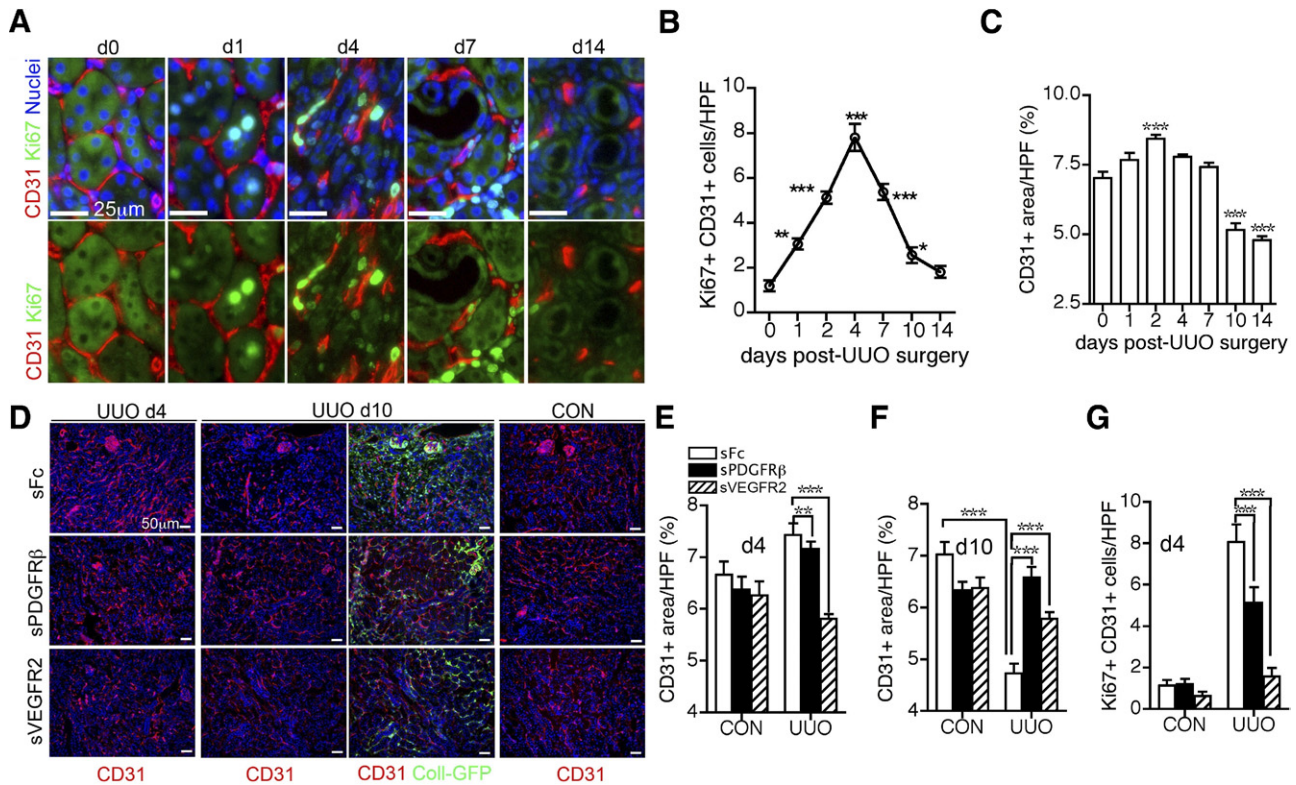 A
d0 d1 d4 d7 d14
CD31 Ki67 Nuclei
25μm
CD31 Ki67
B
Ki67+ CD31+ cells/HPF
10
8
6
4
2
0
**
***
***
***
*
0 1 2 4 7 10 14
days post-UUO surgery
C
CD31+ area/HPF (%)
10.0
7.5
5.0
2.5
***
***
***
0 1 2 4 7 10 14
days post-UUO surgery
D
UUO d4 UUO d10 CON
sFc
50μm
sPDGFRβ
sVEGFR2
CD31 CD31 CD31 Coll-GFP CD31
E
sFc
sPDGFRβ
sVEGFR2
CD31+ area/HPF (%)
8
7
6
5
4
d4
***
**
CON UUO
F
CD31+ area/HPF (%)
8
7
6
5
4
d10
***
***
***
CON UUO
G
Ki67+ CD31+ cells/HPF
10
8
6
4
2
0
d4
***
***
CON UUO